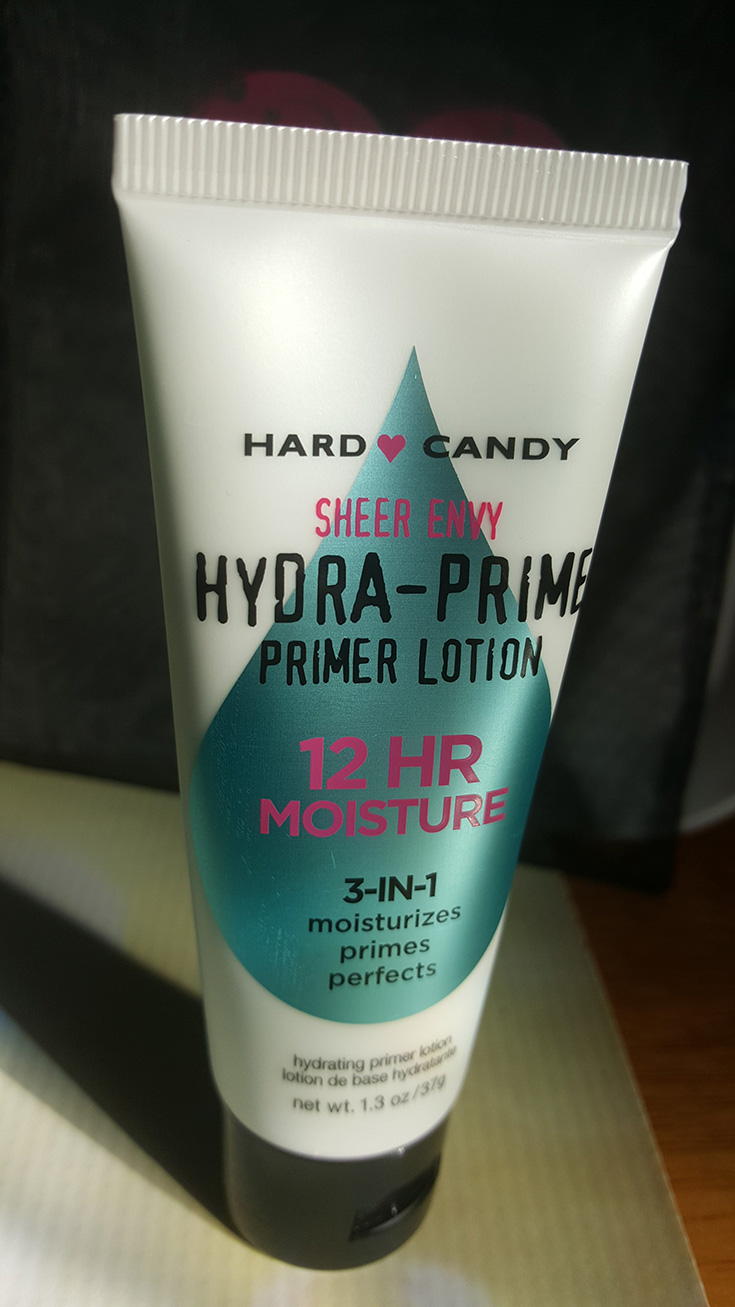 HARD CANDY
SHEER ENVY
HYDRA-PRIME
PRIMER LOTION
12 HR
MOISTURE
3-IN-1
moisturizes
primes
perfects
hydrating primer lotion
lotion de base hydratante
net wt. 1.3 oz / 37g